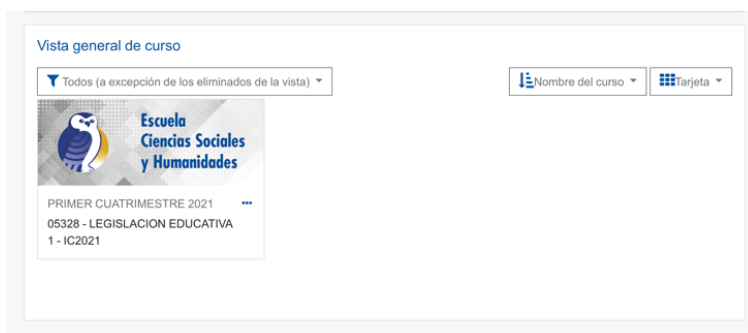 Vista general de curso
Todos (a excepción de los eliminados de la vista)
Nombre del curso
Tarjeta
Escuela
Ciencias Sociales
y Humanidades
PRIMER CUATRIMESTRE 2021
05328 - LEGISLACION EDUCATIVA
1 - IC2021